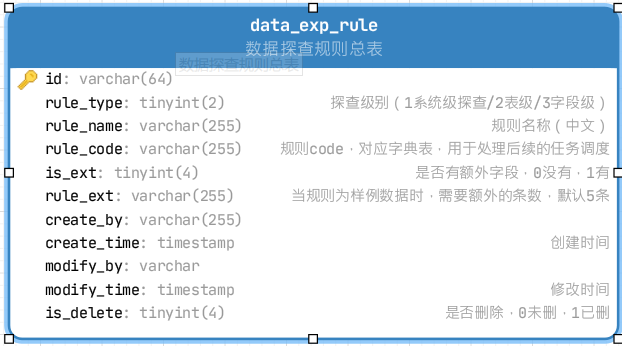 data_exp_rule
数据探查规则总表
数据探查规则总表
id: varchar(64)
rule_type: tinyint(2) 探查级别（1系统级探查/2表级/3字段级）
rule_name: varchar(255) 规则名称（中文）
rule_code: varchar(255) 规则code，对应字典表，用于处理后续的任务调度
is_ext: tinyint(4) 是否有额外字段，0没有，1有
rule_ext: varchar(255) 当规则为样例数据时，需要额外的条数，默认5条
create_by: varchar(255)
create_time: timestamp 创建时间
modify_by: varchar
modify_time: timestamp 修改时间
is_delete: tinyint(4) 是否删除，0未删，1已删